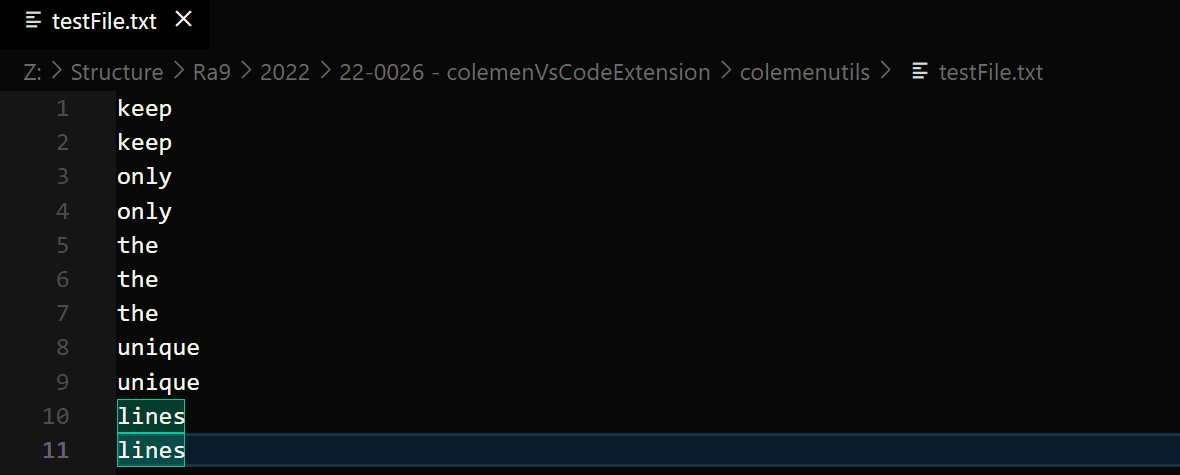 testFile.txt
Z: > Structure > Ra9 > 2022 > 22-0026 - colemenVsCodeExtension > colemenutils > testFile.txt
1 keep
2 keep
3 only
4 only
5 the
6 the
7 the
8 unique
9 unique
10 lines
11 lines